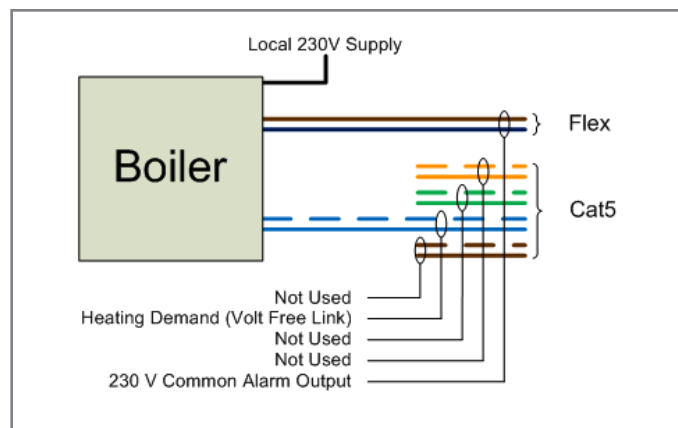 Local 230V Supply
Boiler
Flex
Cat5
Not Used
Heating Demand (Volt Free Link)
Not Used
Not Used
230 V Common Alarm Output